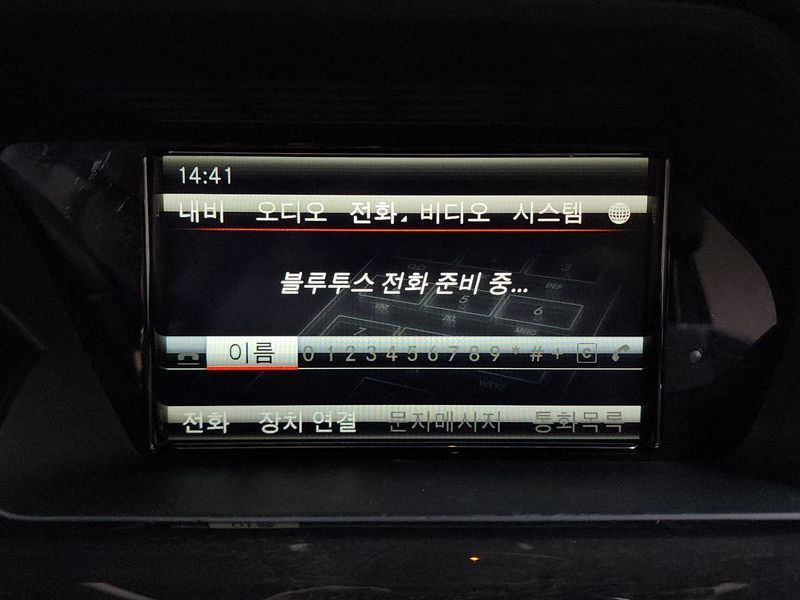 14:41
내비 오디오 전화 비디오 시스템
블루투스 전화 준비 중...
이름 0 1 2 3 4 5 6 7 8 9 * # + C
전화 장치 연결 문자메시지 통화목록